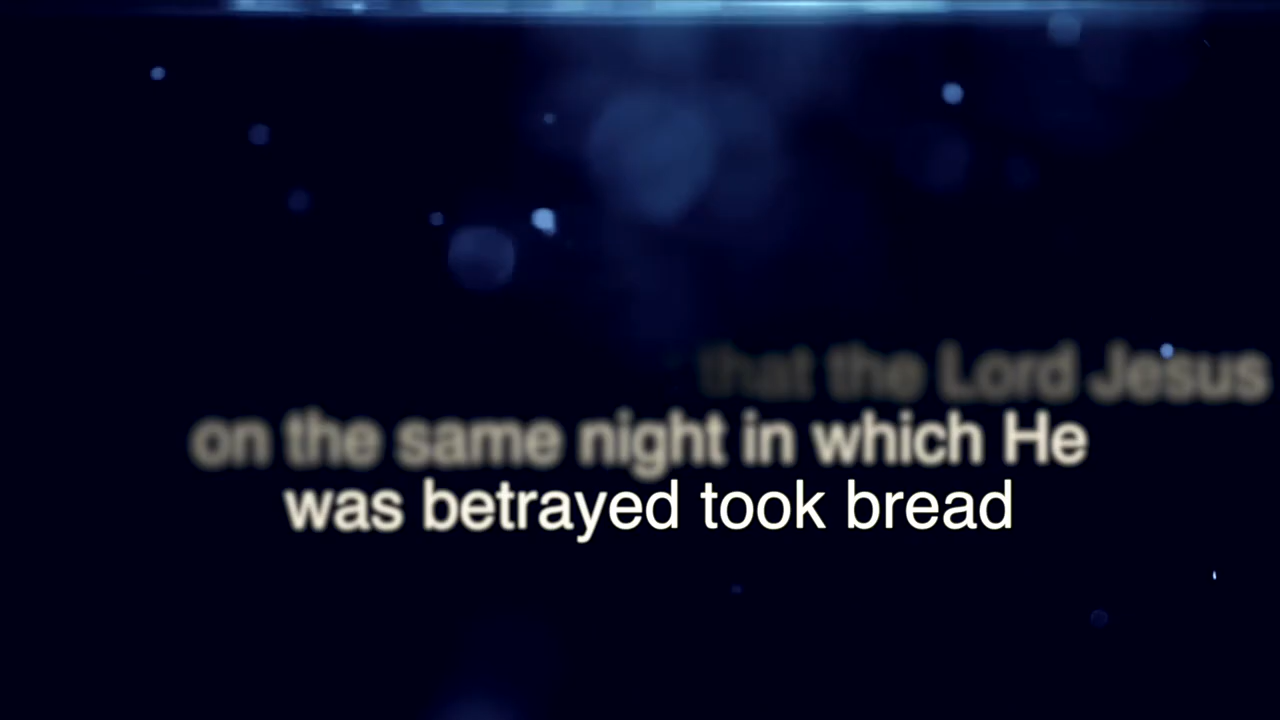 that the Lord Jesus
on the same night in which He
was betrayed took bread